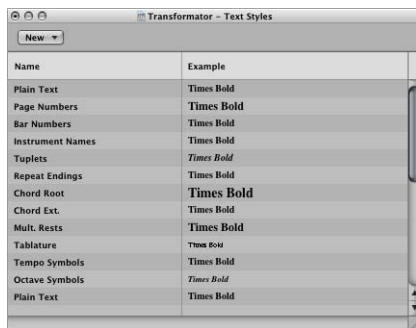 Transformator - Text Styles
New
Name Example
Plain Text Times Bold
Page Numbers Times Bold
Bar Numbers Times Bold
Instrument Names Times Bold
Tuplets Times Bold
Repeat Endings Times Bold
Chord Root Times Bold
Chord Ext. Times Bold
Mult. Rests Times Bold
Tablature Times Bold
Tempo Symbols Times Bold
Octave Symbols Times Bold
Plain Text Times Bold